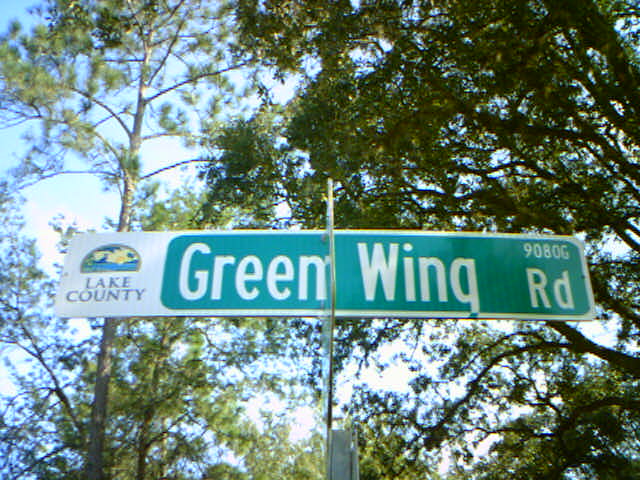 LAKE
COUNTY
Green Wing
9080G
Rd